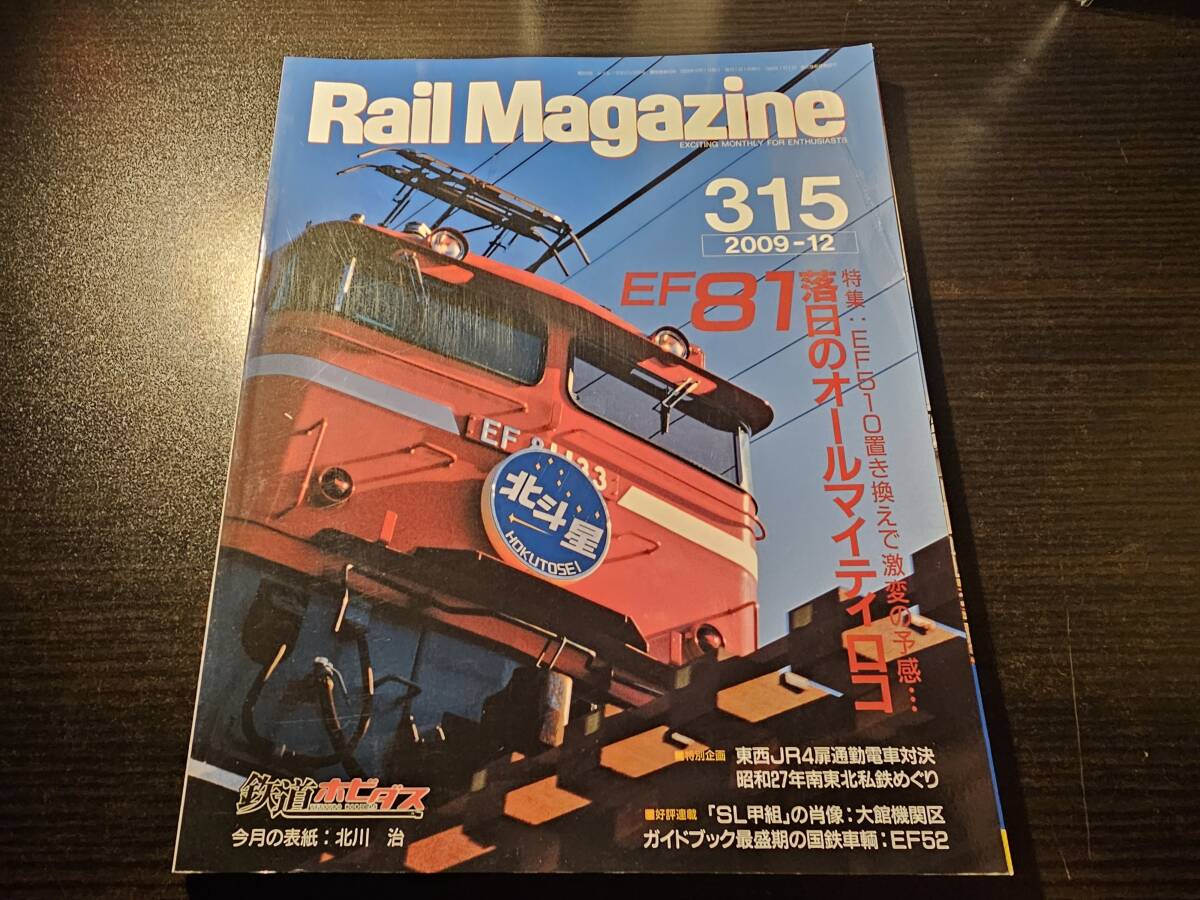 Rail Magazine
EXCITING MONTHLY FOR ENTHUSIASTS
315
2009-12
特集:EF510置き換えで激変の予感…
EF81
落日のオールマイティロコ
EF 81 133
北斗星
HOKUTOSEI
■特別企画 東西JR4扉通勤電車対決
昭和27年南東北私鉄めぐり
■好評連載 「SL甲組」の肖像:大館機関区
ガイドブック最盛期の国鉄車輌:EF52
鉄道ホビダス
今月の表紙:北川 治